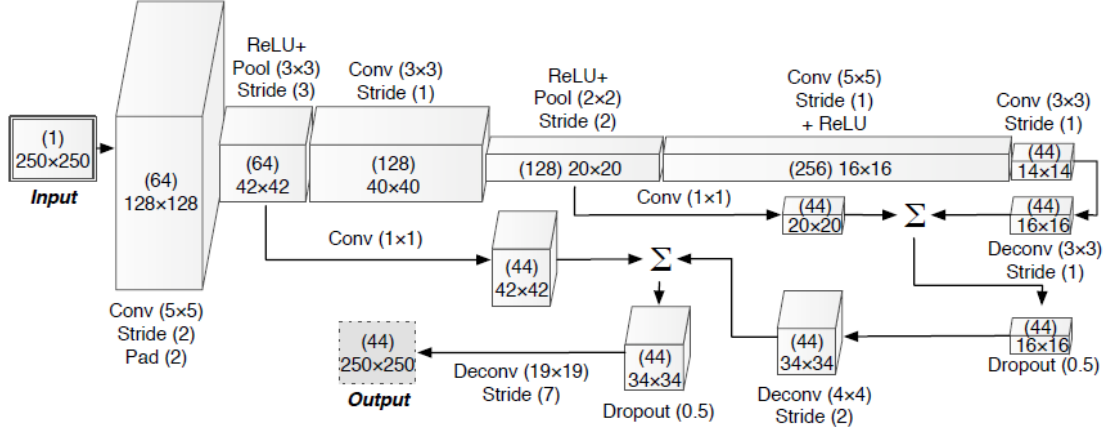 (1)
250×250
Input
(64)
128×128
Conv (5×5)
Stride (2)
Pad (2)
ReLU+
Pool (3×3)
Stride (3)
(64)
42×42
Conv (3×3)
Stride (1)
(128)
40×40
ReLU+
Pool (2×2)
Stride (2)
(128) 20×20
Conv (5×5)
Stride (1)
+ ReLU
(256) 16×16
Conv (3×3)
Stride (1)
(44)
14×14
Conv (1×1)
(44)
20×20
Σ
(44)
16×16
Deconv (3×3)
Stride (1)
Conv (1×1)
(44)
42×42
Σ
(44)
16×16
Dropout (0.5)
(44)
34×34
Deconv (4×4)
Stride (2)
(44)
34×34
Dropout (0.5)
Deconv (19×19)
Stride (7)
(44)
250×250
Output